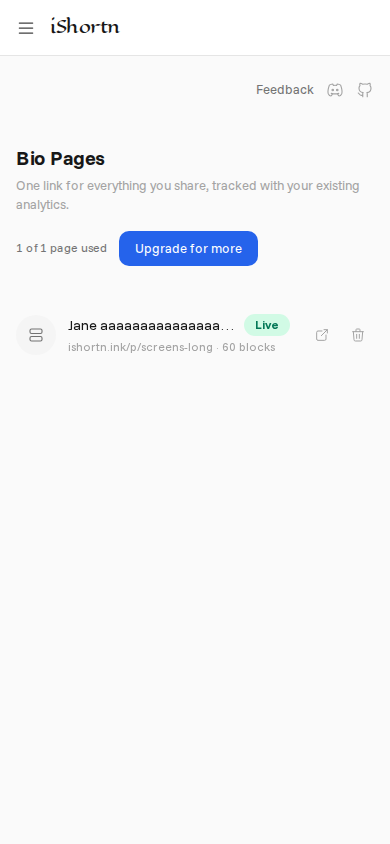 iShortn
Feedback
Bio Pages
One link for everything you share, tracked with your existing
analytics.
1 of 1 page used
Upgrade for more
Jane aaaaaaaaaaaaaaa...
Live
ishortn.ink/p/screens-long · 60 blocks